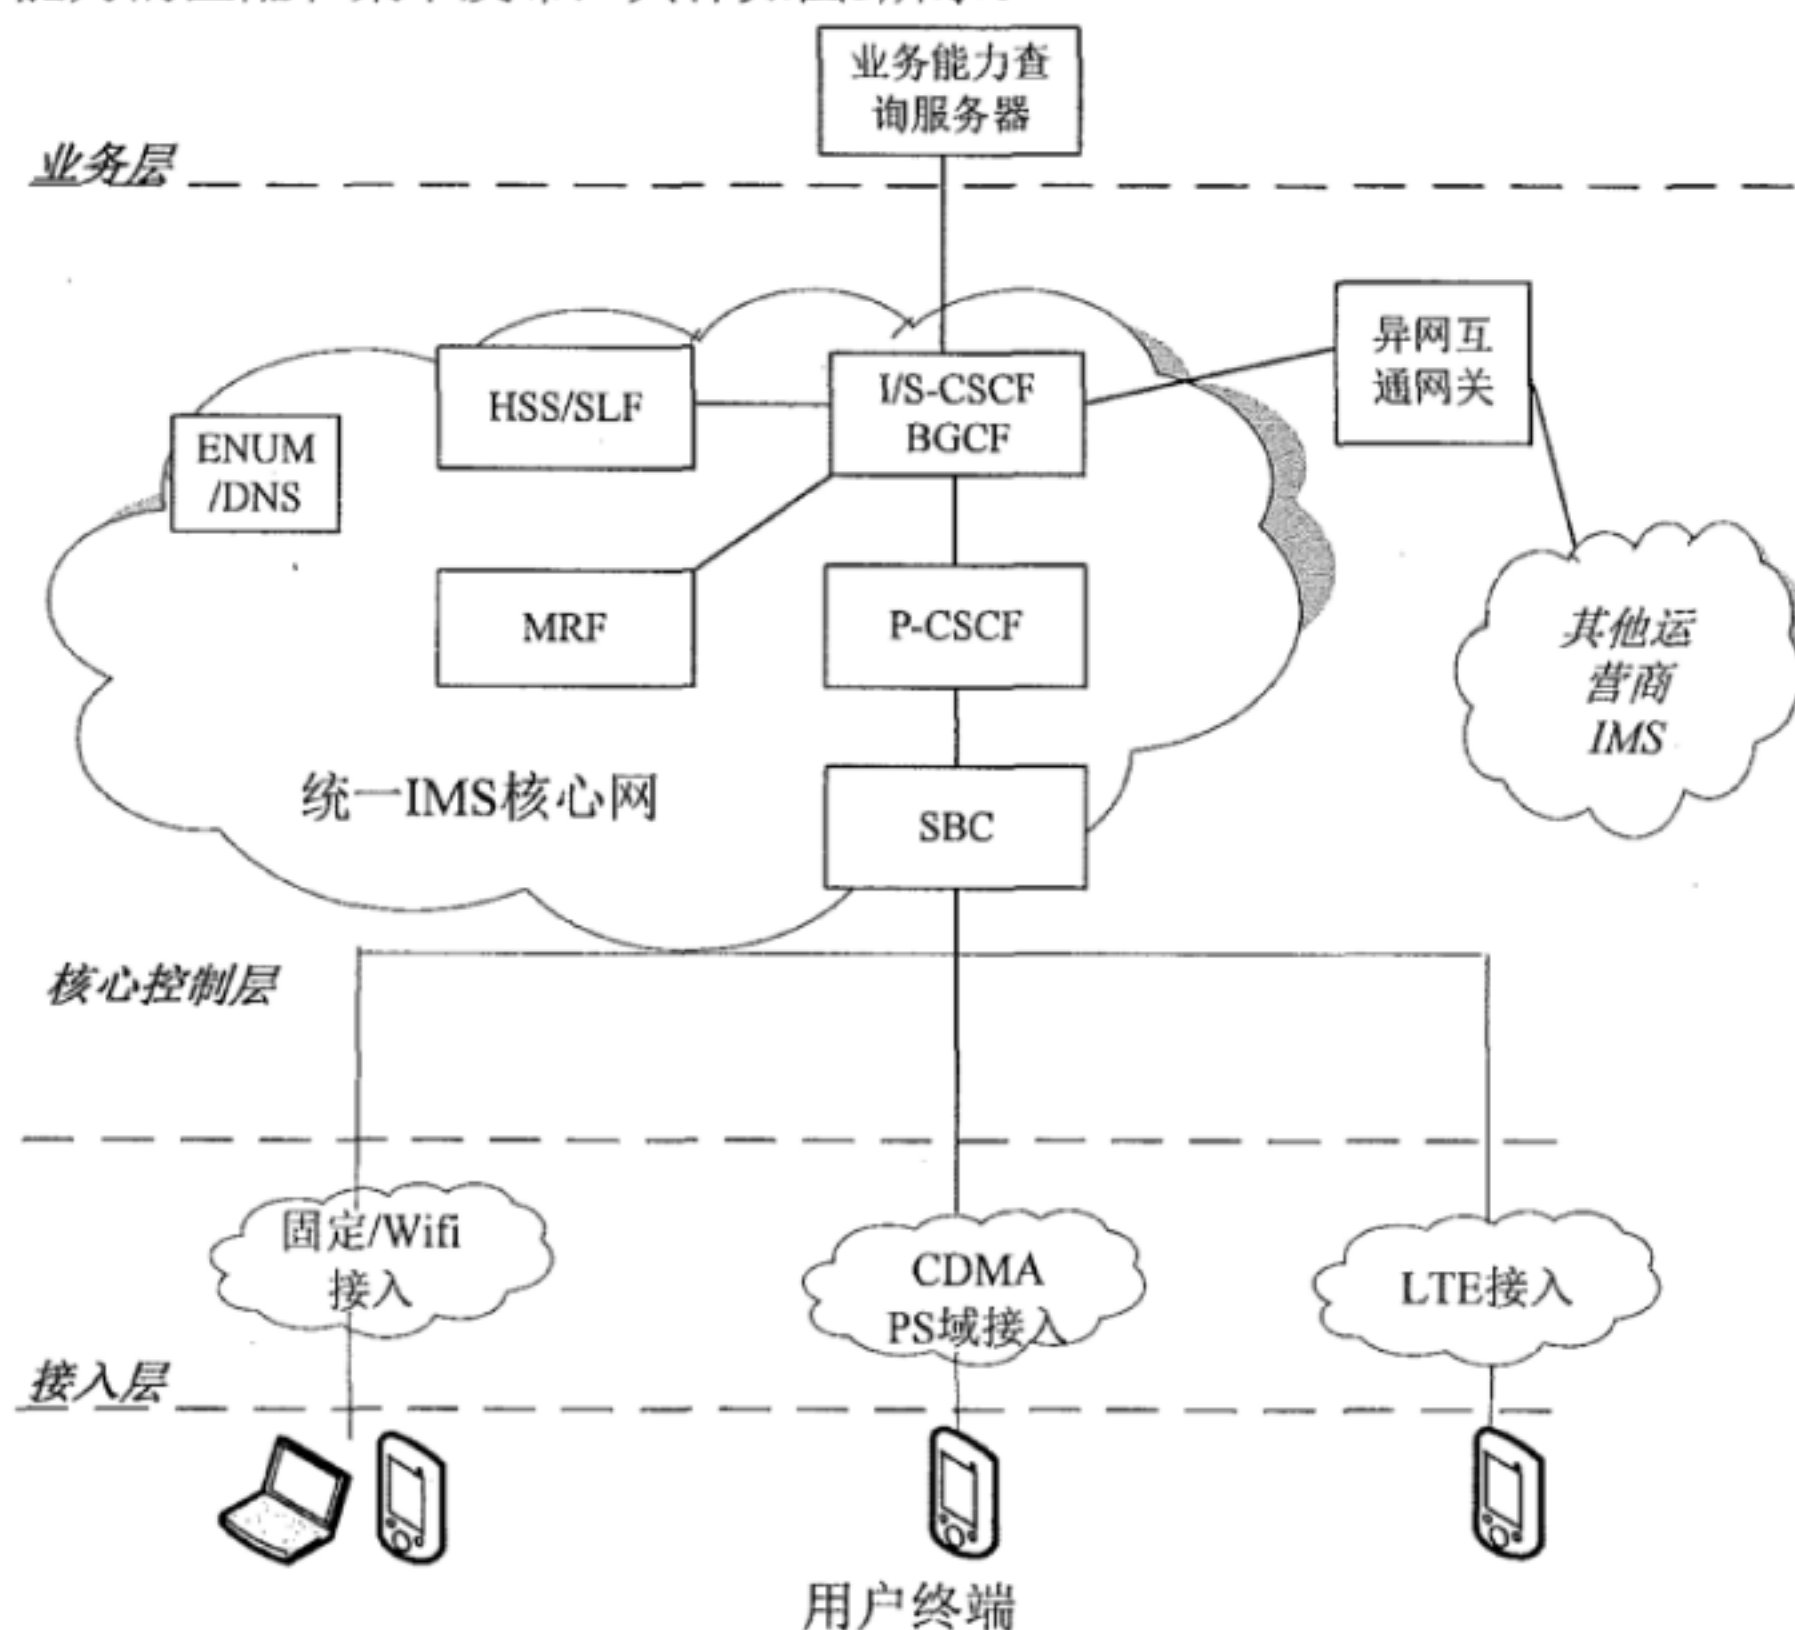 业务能力查
询服务器
业务层
异网互
通网关
HSS/SLF
I/S-CSCF
BGCF
ENUM
/DNS
MRF
P-CSCF
其他运
营商
IMS
统一IMS核心网
SBC
核心控制层
固定/Wifi
接入
CDMA
PS域接入
LTE接入
接入层
用户终端